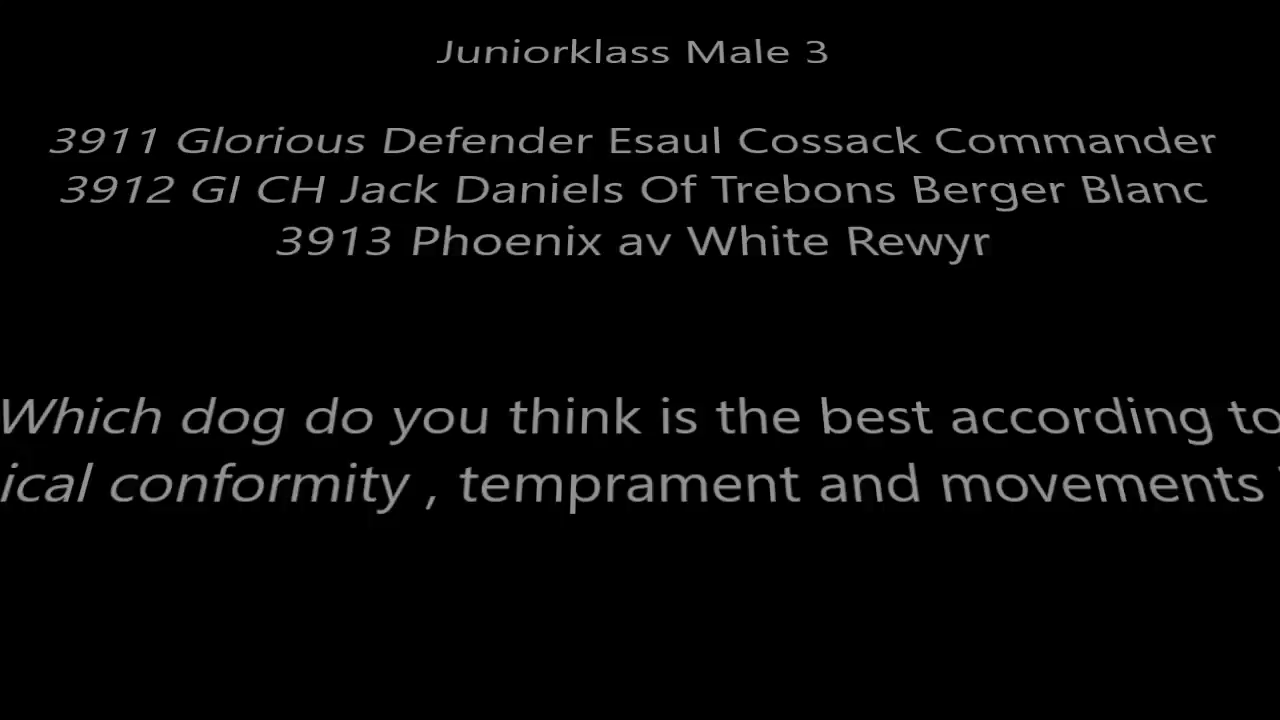 Juniorklass Male 3
3911 Glorious Defender Esaul Cossack Commander
3912 GI CH Jack Daniels Of Trebons Berger Blanc
3913 Phoenix av White Rewyr
Which dog do you think is the best according to
ical conformity , temprament and movements